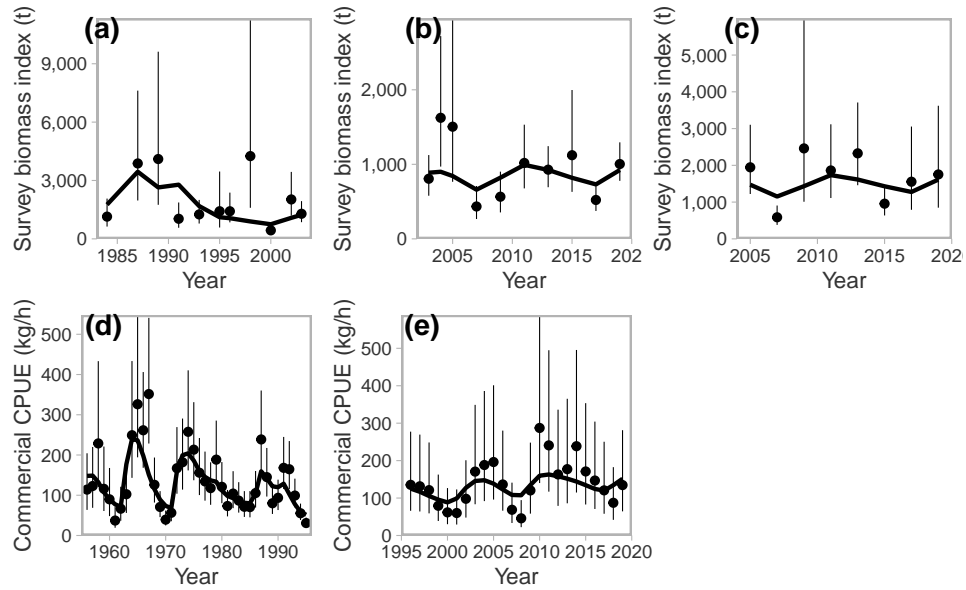 (a)
Survey biomass index (t)
9,000
6,000
3,000
0
1985 1990 1995 2000
Year
(b)
Survey biomass index (t)
2,000
1,000
0
2005 2010 2015 202
Year
(c)
Survey biomass index (t)
5,000
4,000
3,000
2,000
1,000
0
2005 2010 2015 2020
Year
(d)
Commercial CPUE (kg/h)
500
400
300
200
100
0
1960 1970 1980 1990
Year
(e)
Commercial CPUE (kg/h)
500
400
300
200
100
0
1995 2000 2005 2010 2015 2020
Year